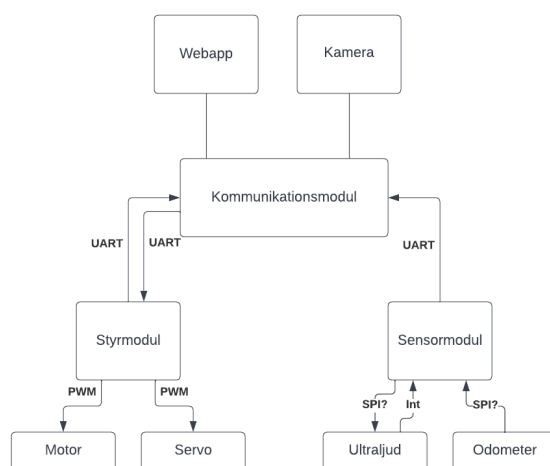 Webapp
Kamera
Kommunikationsmodul
UART
UART
UART
Styrmodul
Sensormodul
PWM
PWM
SPI?
Int
SPI?
Motor
Servo
Ultraljud
Odometer